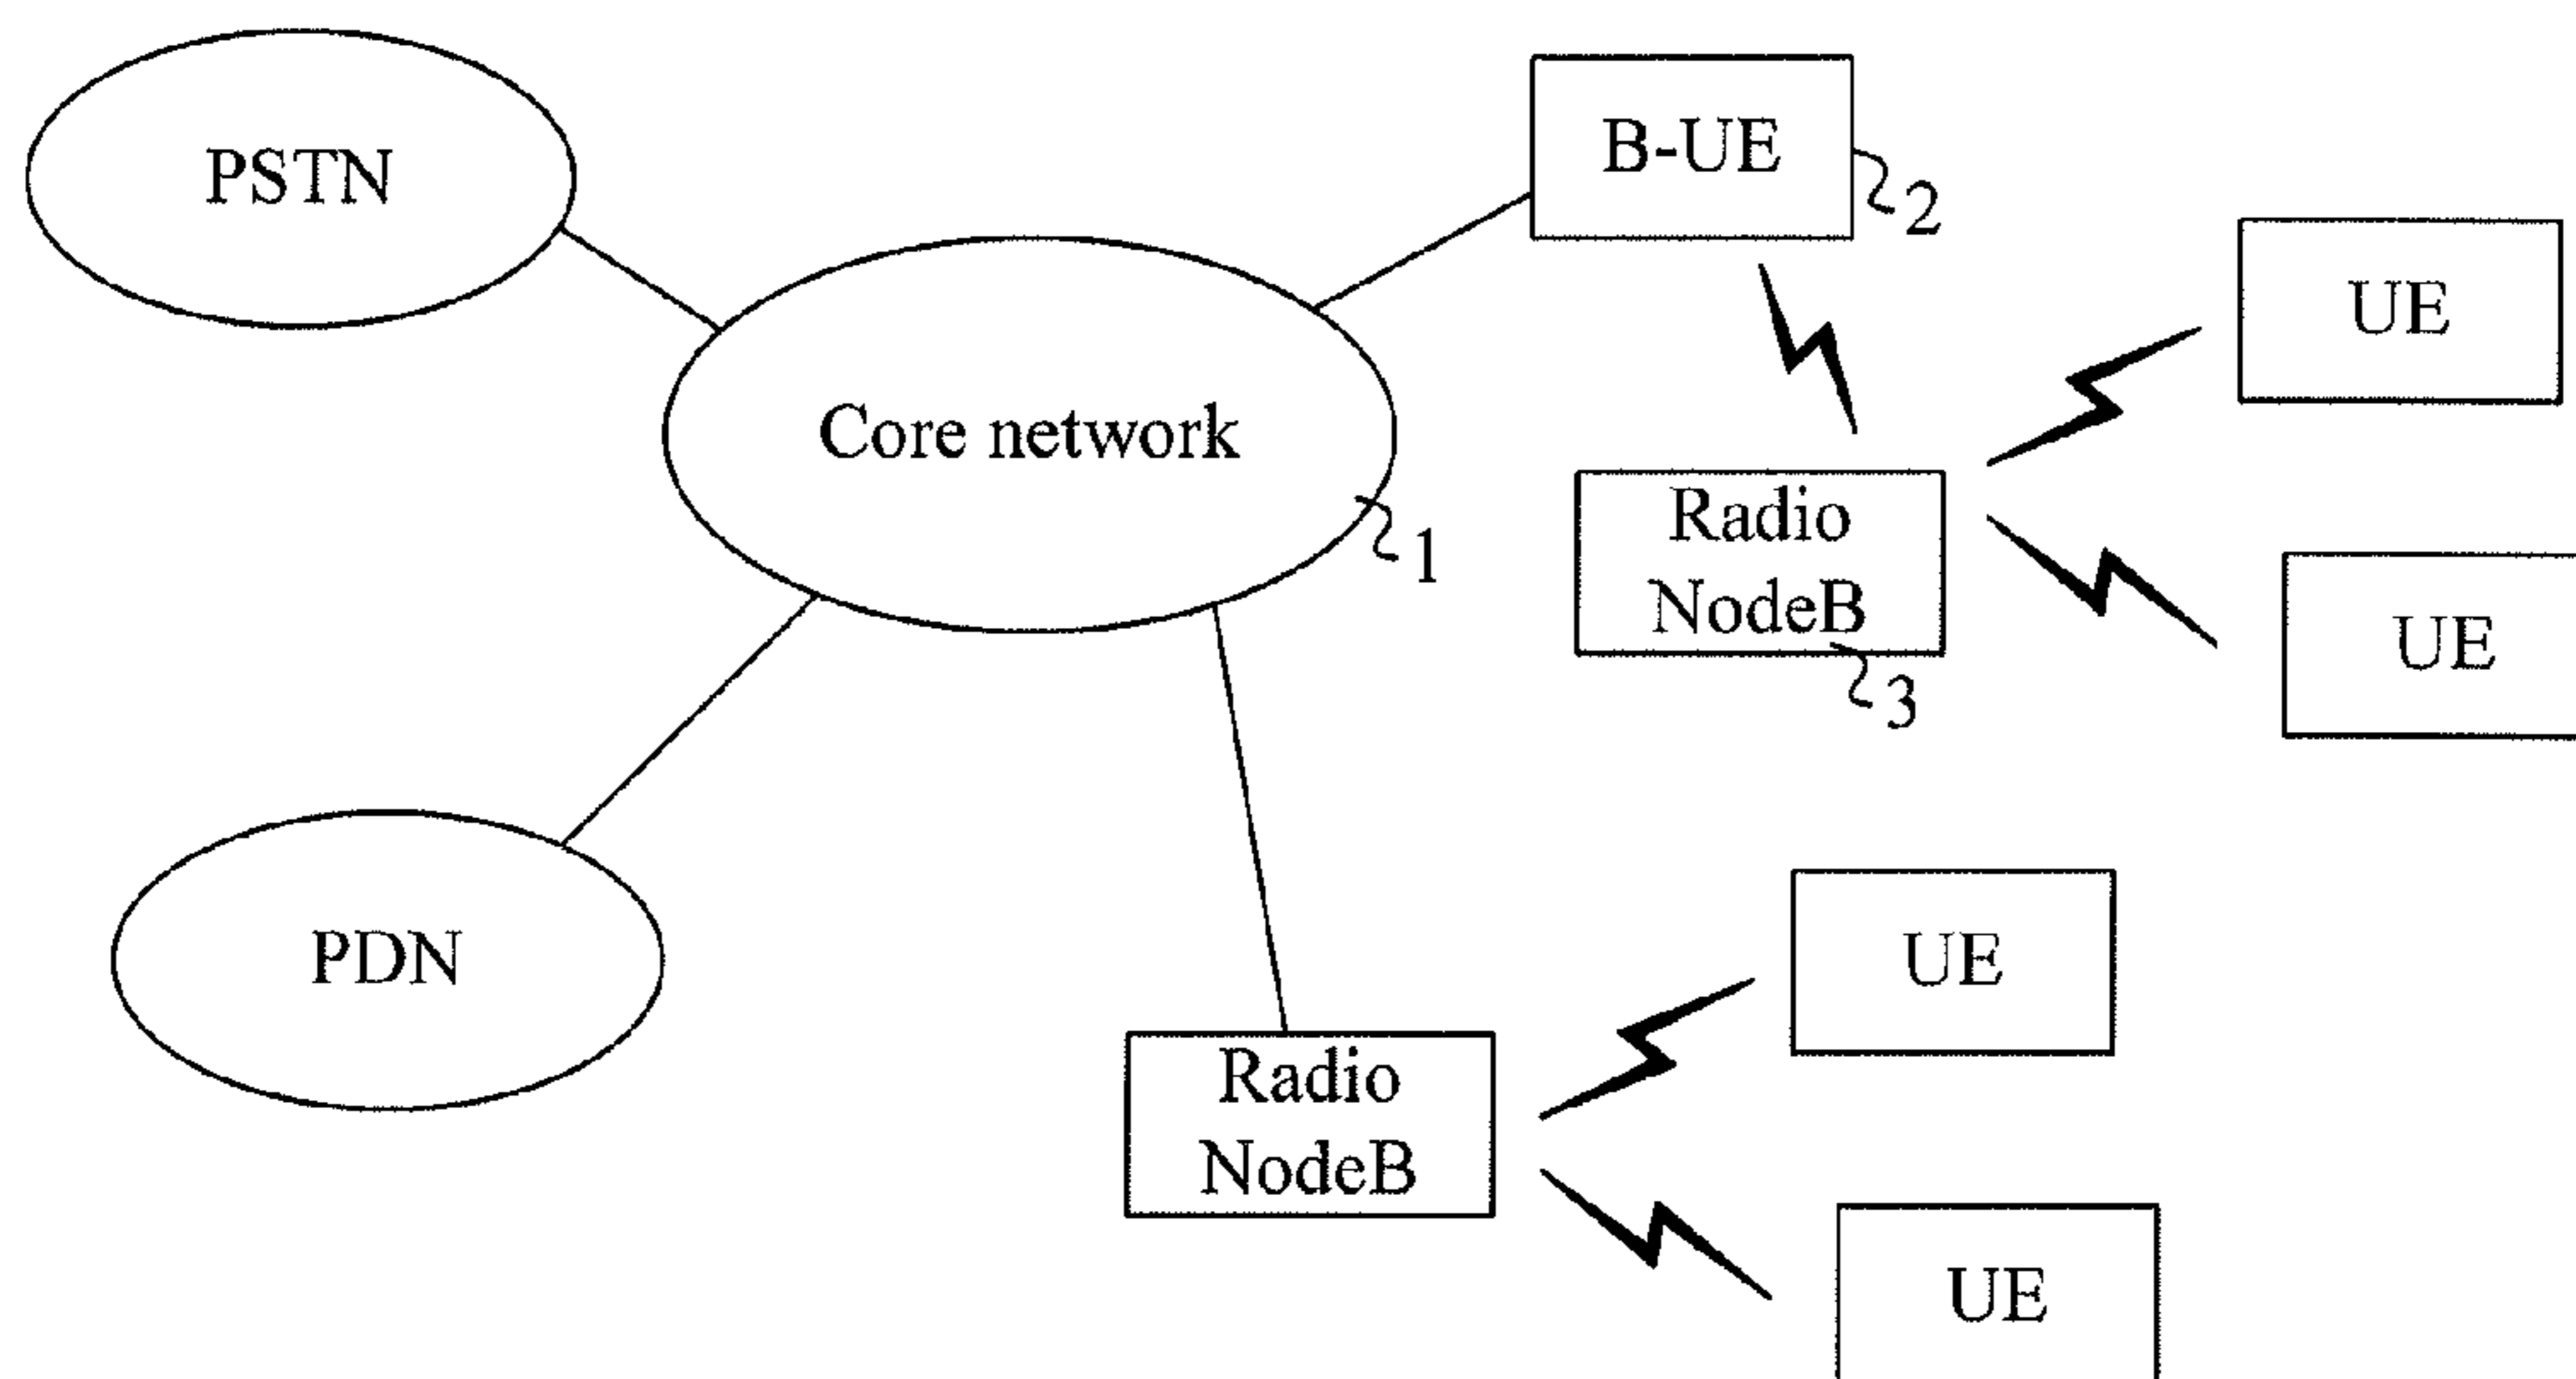 PSTN
B-UE
2
UE
Core network
1
Radio
NodeB
3
UE
PDN
UE
Radio
NodeB
UE